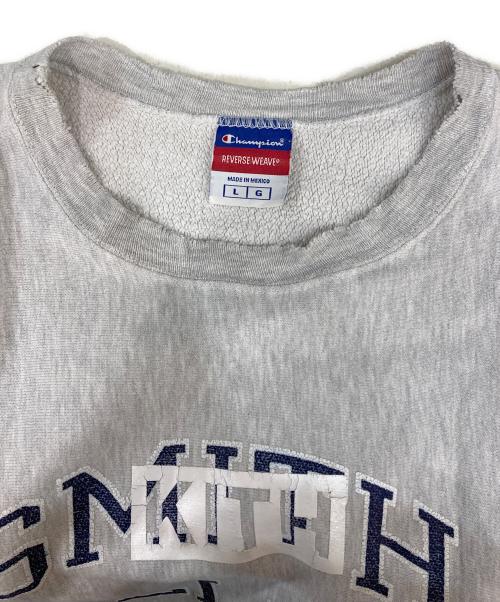 Champion®
REVERSE WEAVE®
MADE IN MEXICO
L G
SMITH
KITH